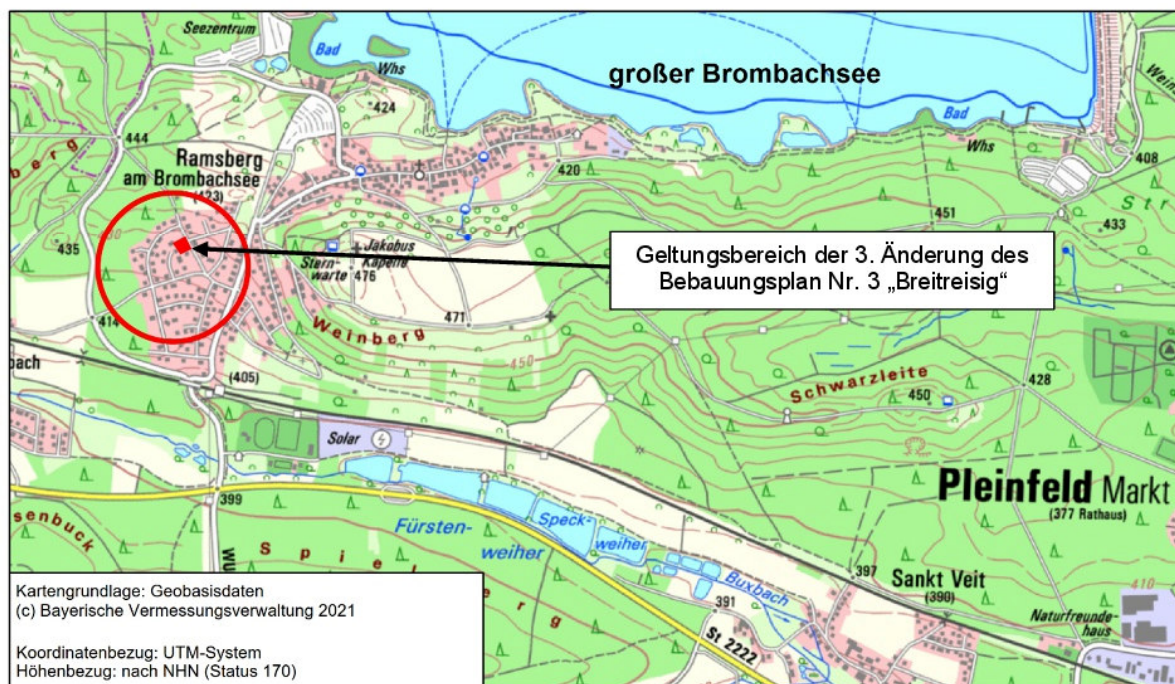 Seezentrum
Bad
Whs
großer Brombachsee
424
444
Ramsberg
am Brombachsee
(423)
420
Bad
Whs
408
451
433
435
Jakobus
Kapelle
Stern-
warte
476
Geltungsbereich der 3. Änderung des
Bebauungsplan Nr. 3 „Breitreisig“
414
Weinberg
471
450
bach
(405)
Schwarzleite
450
428
Solar
399
Pleinfeld Markt
(377 Rathaus)
Fürsten-
weiher
Speck-
weiher
senbuck
Buxbach
397
Sankt Veit
(390)
410
391
St 2222
Naturfreunde-
haus
Kartengrundlage: Geobasisdaten
(c) Bayerische Vermessungsverwaltung 2021
Koordinatenbezug: UTM-System
Höhenbezug: nach NHN (Status 170)